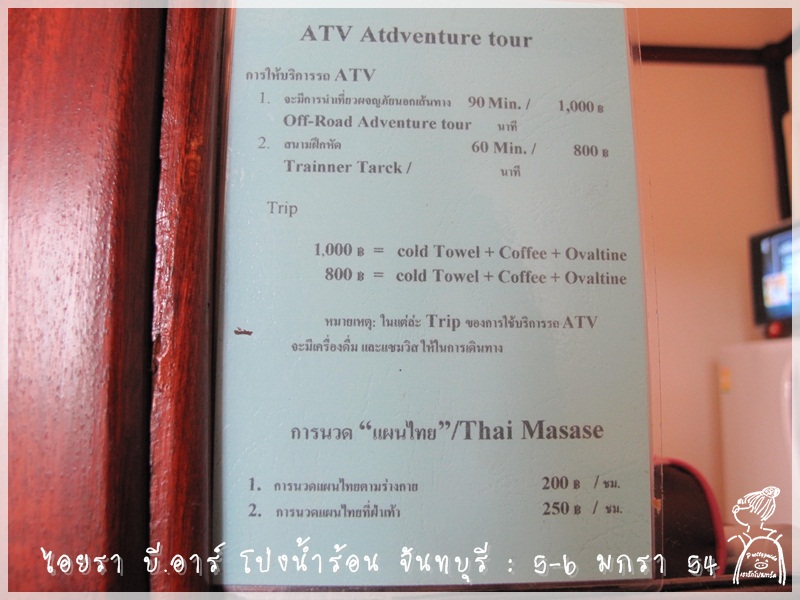 ATV Atdventure tour
การให้บริการรถ ATV
1. จะมีการนำเที่ยวผจญภัยนอกเส้นทาง 90 Min. / 1,000 ฿
Off-Road Adventure tour นาที
2. สนามฝึกหัด 60 Min. / 800 ฿
Trainner Tarck / นาที
Trip
1,000 ฿ = cold Towel + Coffee + Ovaltine
800 ฿ = cold Towel + Coffee + Ovaltine
หมายเหตุ: ในแต่ล่ะ Trip ของการใช้บริการรถ ATV
จะมีเครื่องดื่ม และแซมวิส ให้ในการเดินทาง
การนวด “แผนไทย”/Thai Masase
1. การนวดแผนไทยตามร่างกาย 200 ฿ / ชม.
2. การนวดแผนไทยที่ฝ่าเท้า 250 ฿ / ชม.
ไอยรา บี.อาร์ โป่งน้ำร้อน จันทบุรี : 5-6 มกรา 54